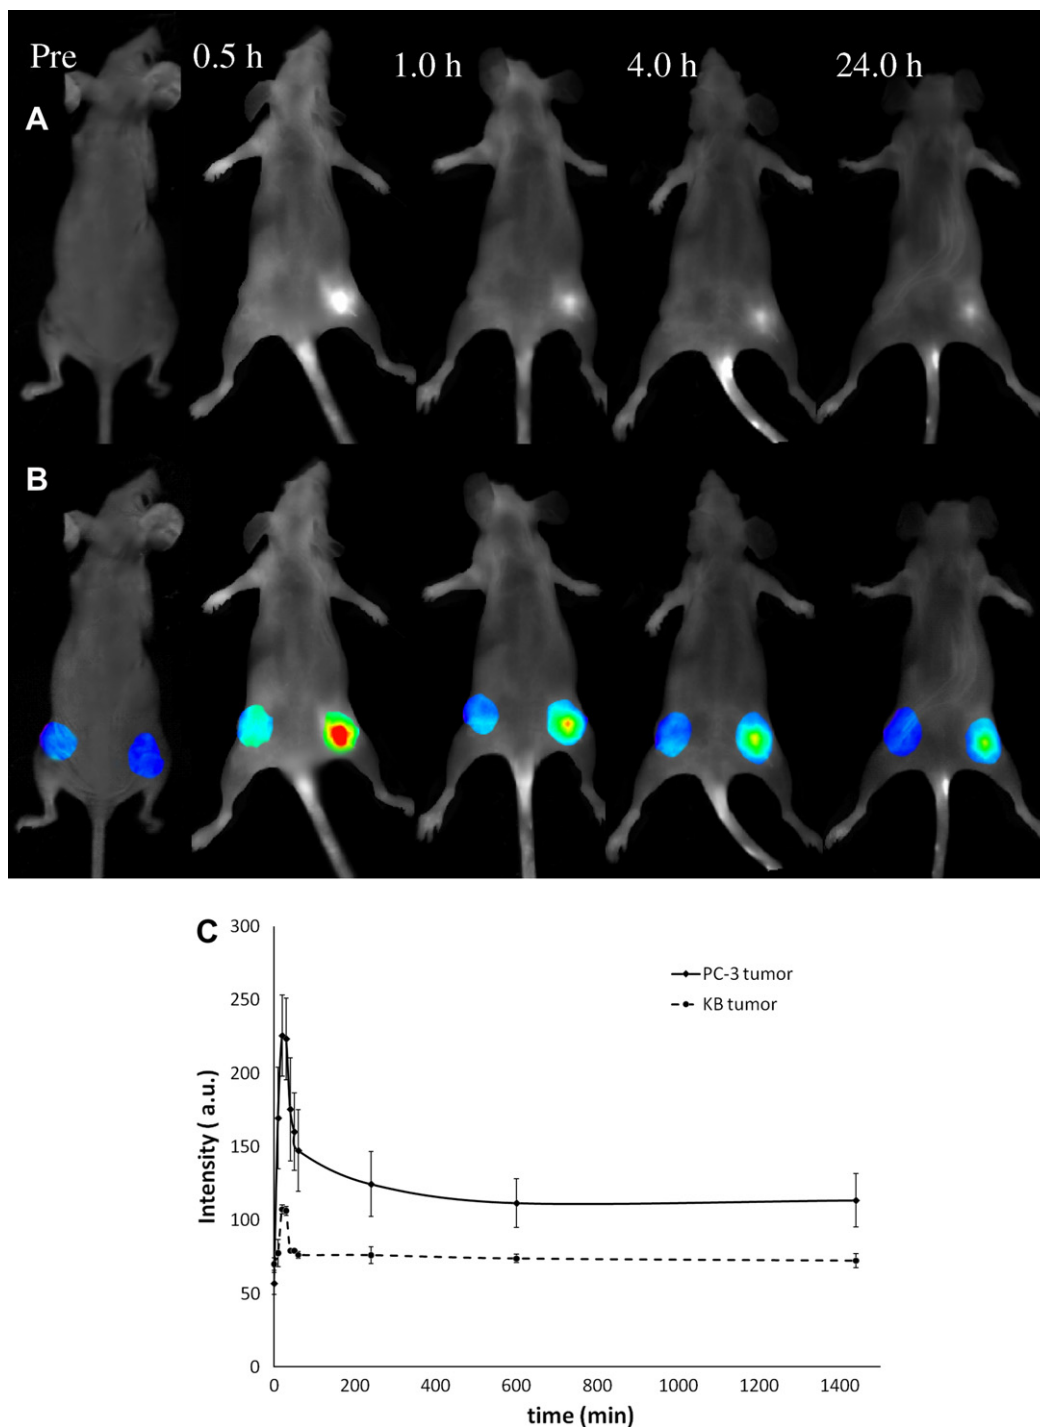 Pre
0.5 h
1.0 h
4.0 h
24.0 h
A
B
C
300
250
200
150
100
50
0
Intensity ( a.u.)
PC-3 tumor
KB tumor
0
200
400
600
800
1000
1200
1400
time (min)